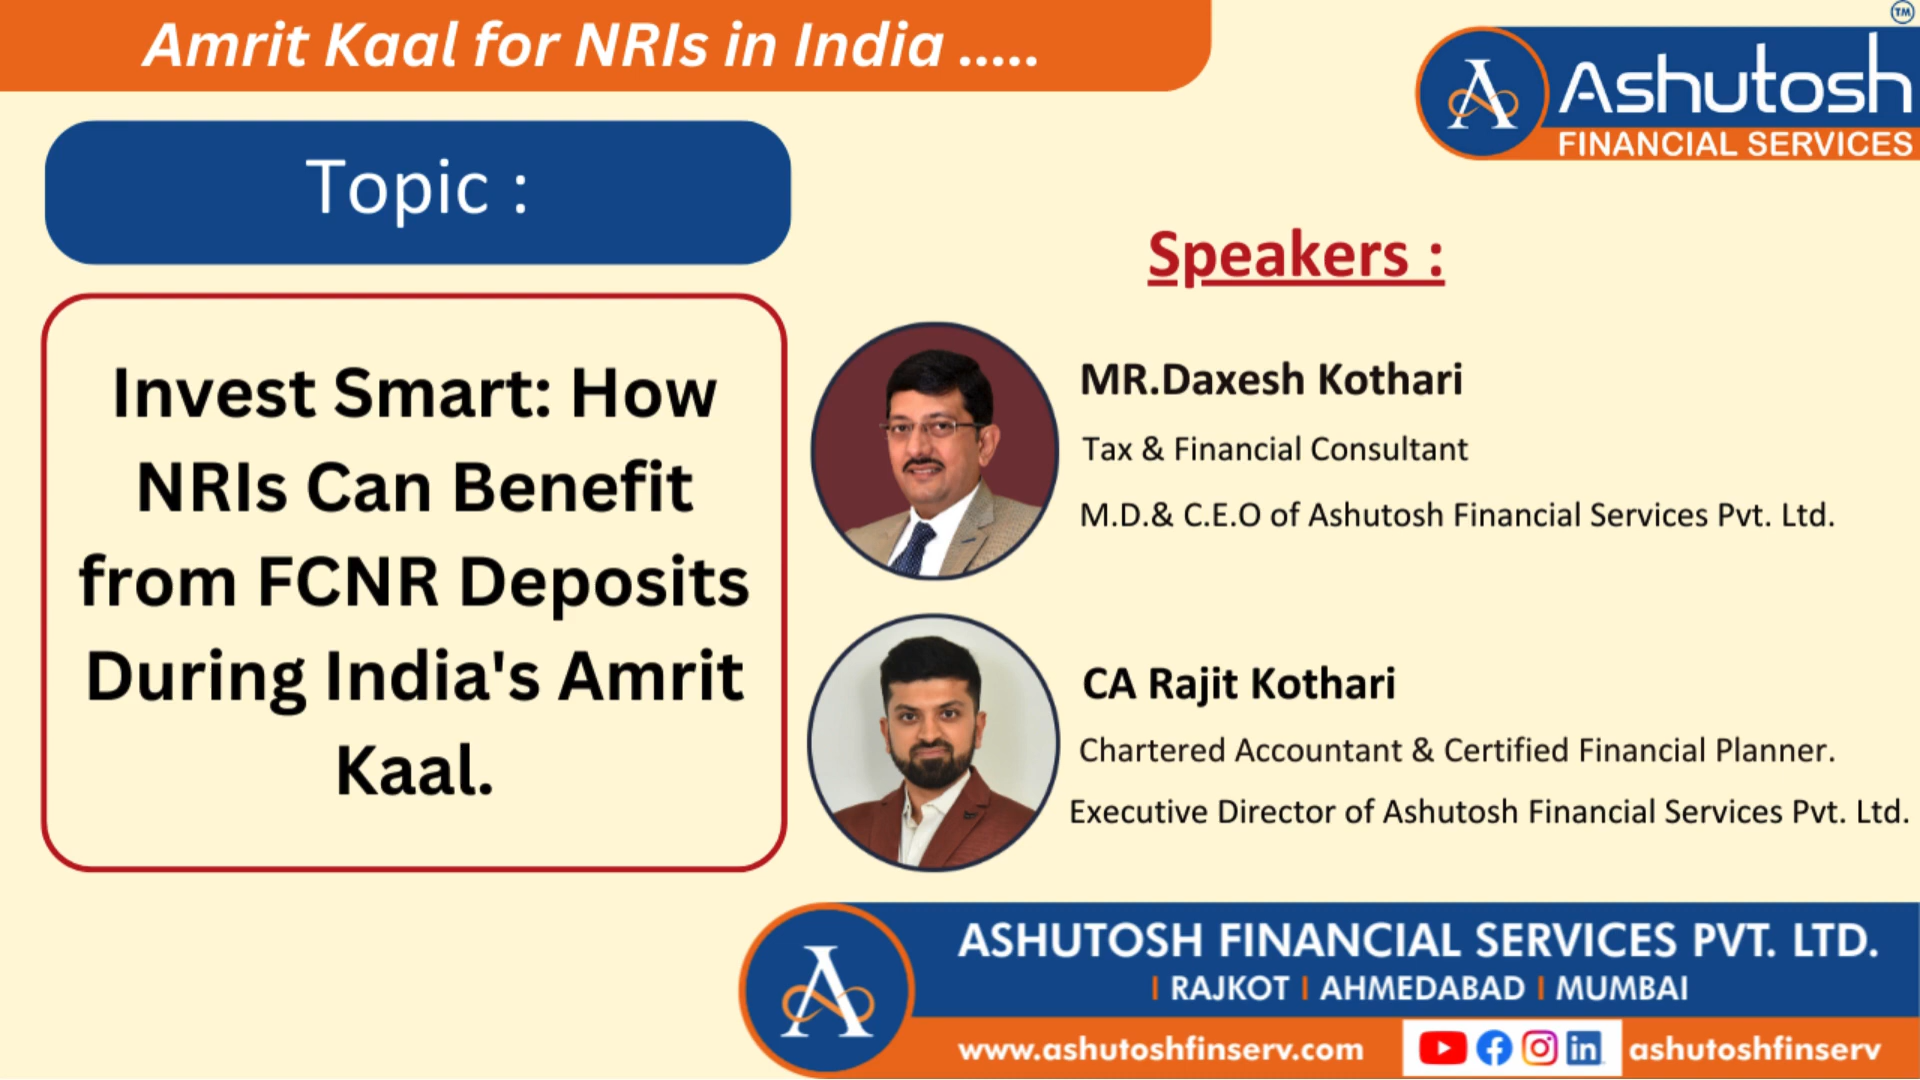 Amrit Kaal for NRIs in India .....
TM
Ashutosh
FINANCIAL SERVICES
Topic :
Invest Smart: How
NRIs Can Benefit
from FCNR Deposits
During India's Amrit
Kaal.
Speakers :
MR.Daxesh Kothari
Tax & Financial Consultant
M.D.& C.E.O of Ashutosh Financial Services Pvt. Ltd.
CA Rajit Kothari
Chartered Accountant & Certified Financial Planner.
Executive Director of Ashutosh Financial Services Pvt. Ltd.
ASHUTOSH FINANCIAL SERVICES PVT. LTD.
| RAJKOT | AHMEDABAD | MUMBAI
www.ashutoshfinserv.com
in
ashutoshfinserv